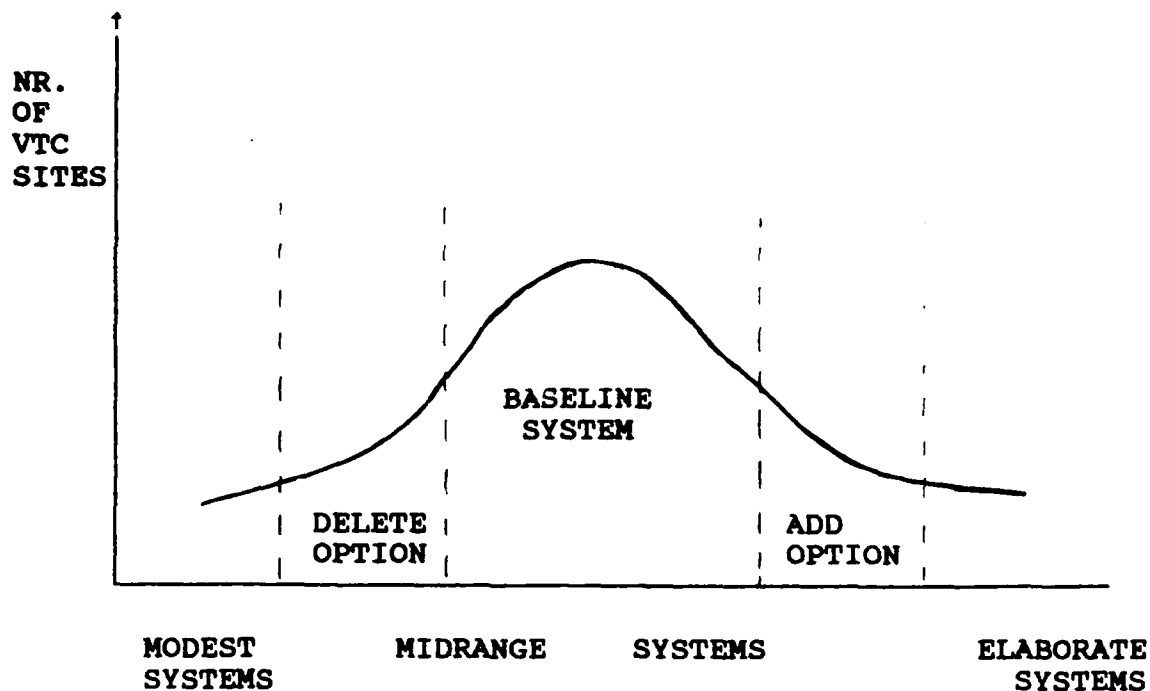 NR.
OF
VTC
SITES
BASELINE
SYSTEM
DELETE
OPTION
ADD
OPTION
MODEST
SYSTEMS
MIDRANGE SYSTEMS
ELABORATE
SYSTEMS